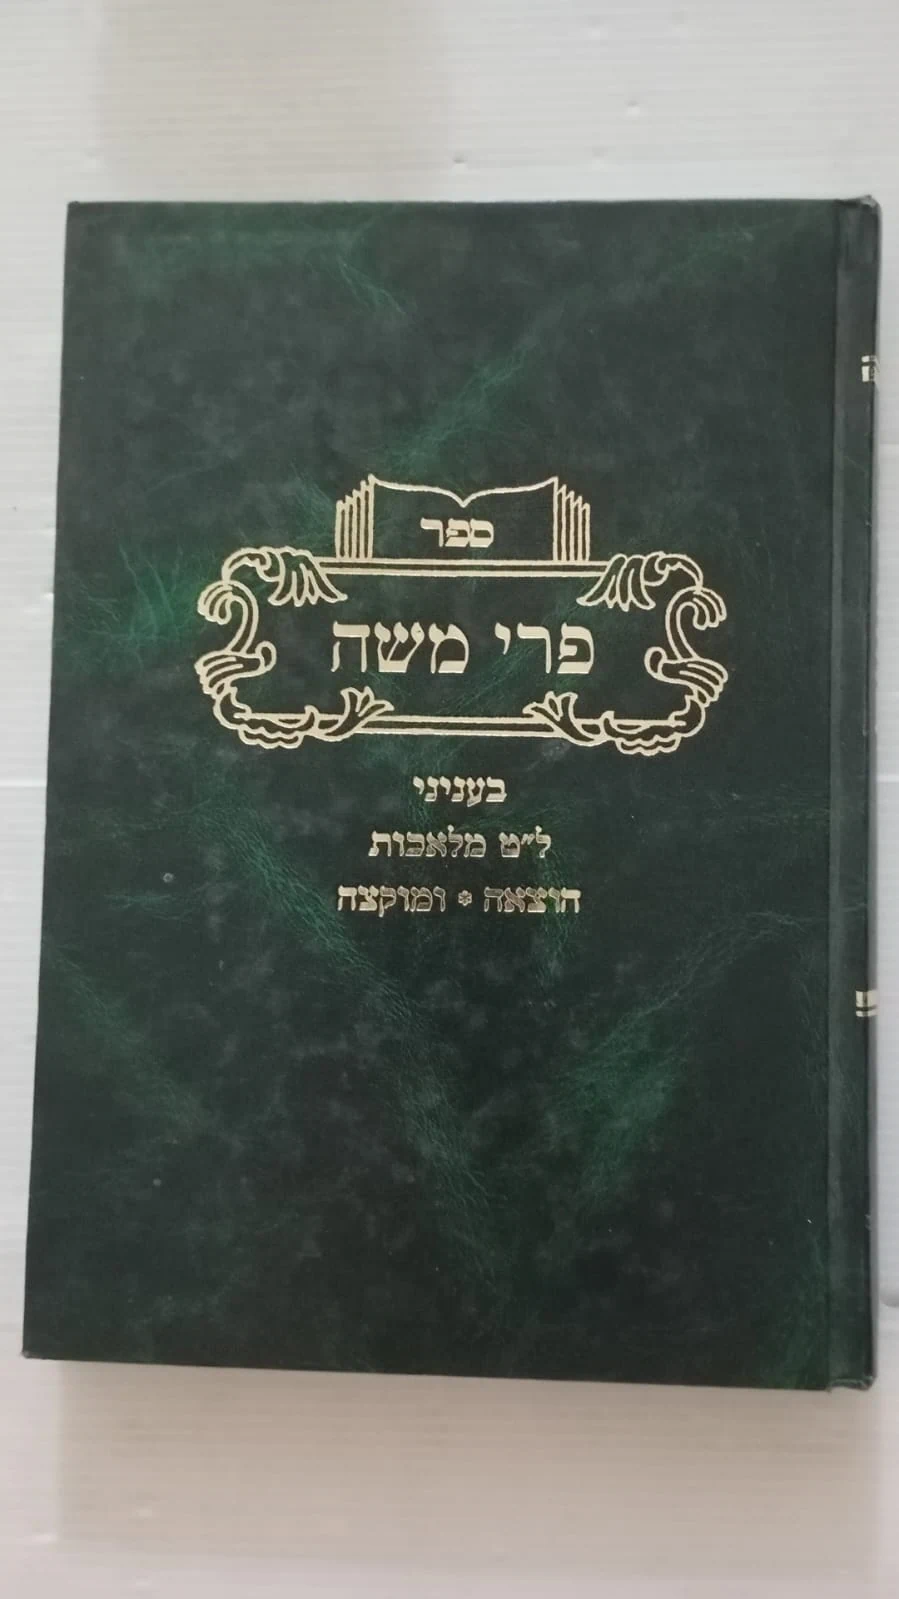 ספר
פרי משה
בעניני
ל״ט מלאכות
הוצאה * ומוקצה